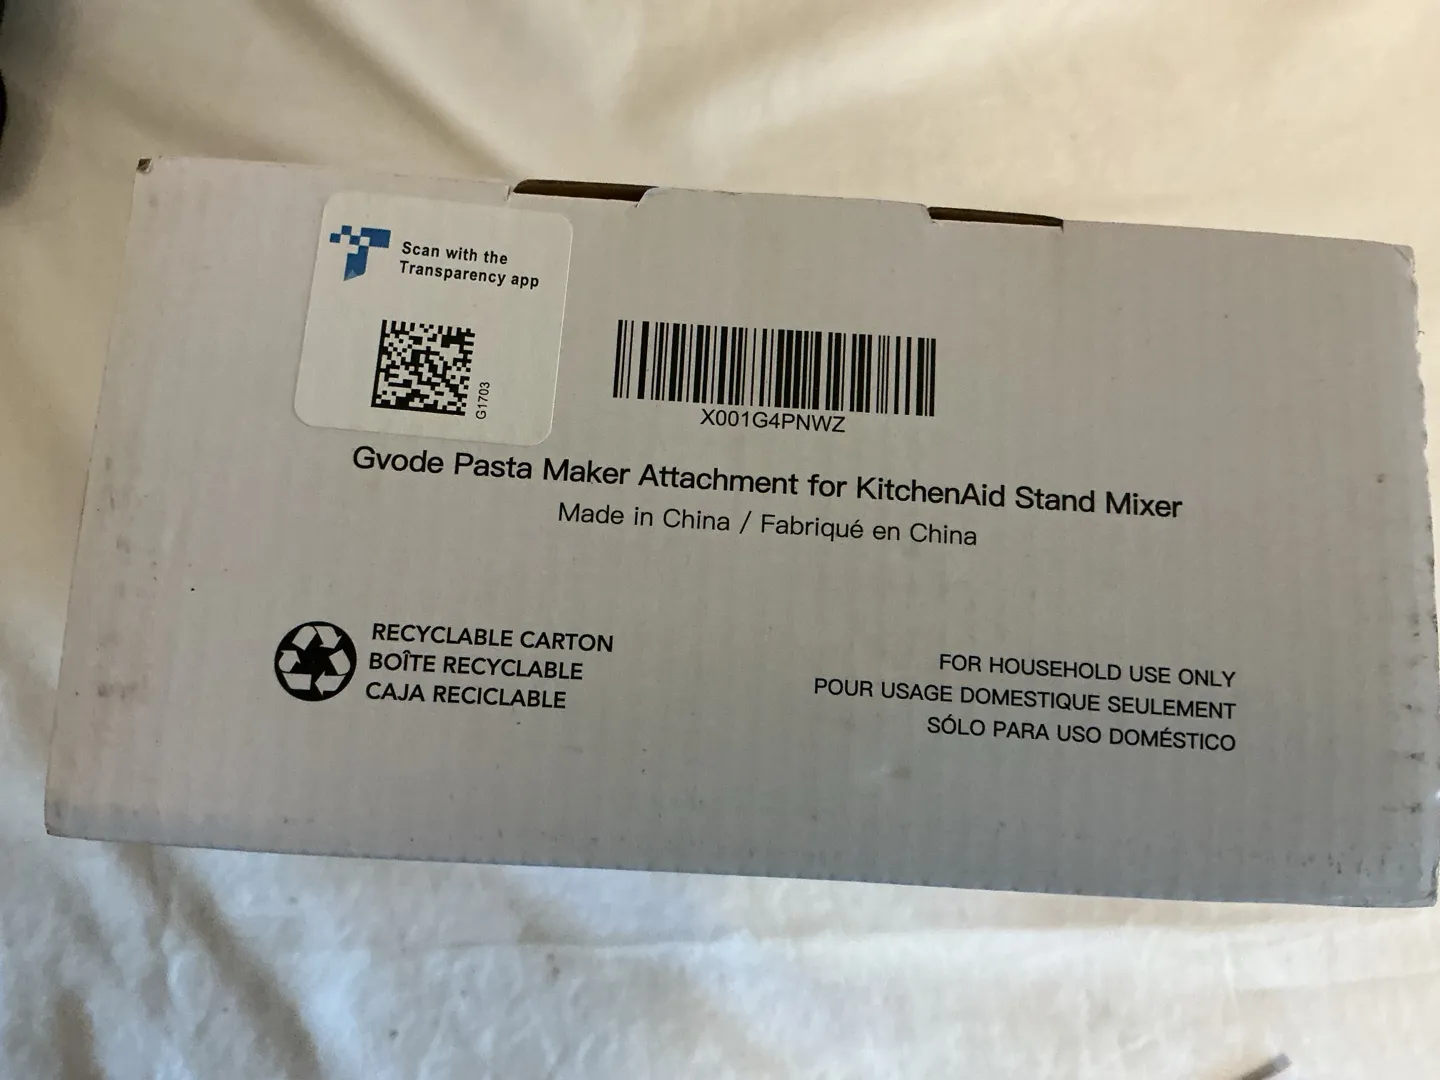 Scan with the
Transparency app
G1703
X001G4PNWZ
Gvode Pasta Maker Attachment for KitchenAid Stand Mixer
Made in China / Fabriqué en China
RECYCLABLE CARTON
BOÎTE RECYCLABLE
CAJA RECICLABLE
FOR HOUSEHOLD USE ONLY
POUR USAGE DOMESTIQUE SEULEMENT
SÓLO PARA USO DOMÉSTICO